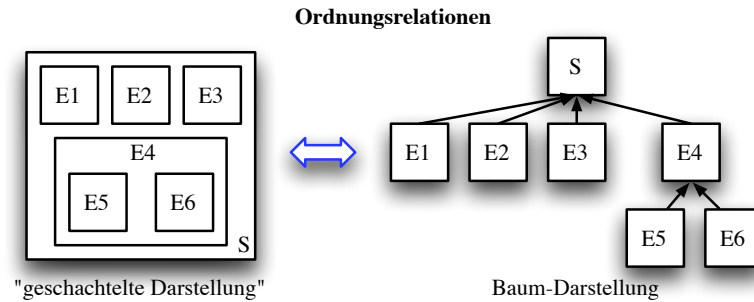 Ordnungsrelationen
E1 E2 E3
E4
E5 E6
S
"geschachtelte Darstellung"
S
E1 E2 E3 E4
E5 E6
Baum-Darstellung